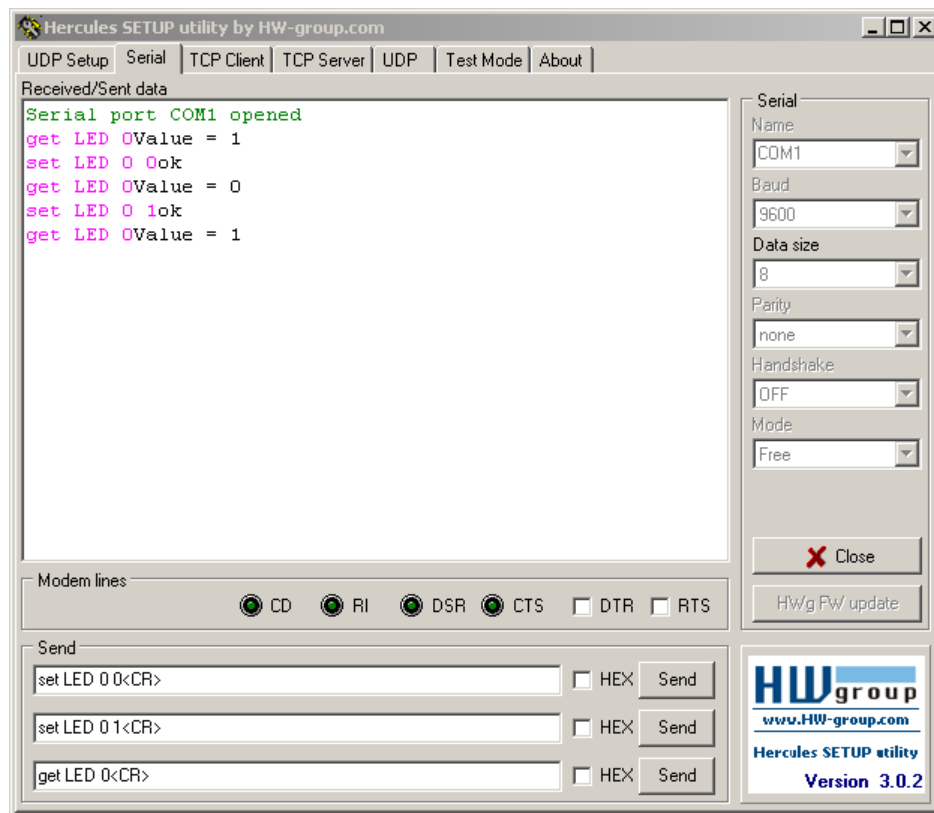 Hercules SETUP utility by HW-group.com
UDP Setup Serial TCP Client TCP Server UDP Test Mode About
Received/Sent data
Serial port COM1 opened
get LED 0Value = 1
set LED 0 0ok
get LED 0Value = 0
set LED 0 1ok
get LED 0Value = 1
Serial
Name
COM1
Baud
9600
Data size
8
Parity
none
Handshake
OFF
Mode
Free
Close
HWg FW update
Modem lines
CD RI DSR CTS DTR RTS
Send
set LED 0 0<CR> HEX Send
set LED 0 1<CR> HEX Send
get LED 0<CR> HEX Send
HW group
www.HW-group.com
Hercules SETUP utility
Version 3.0.2